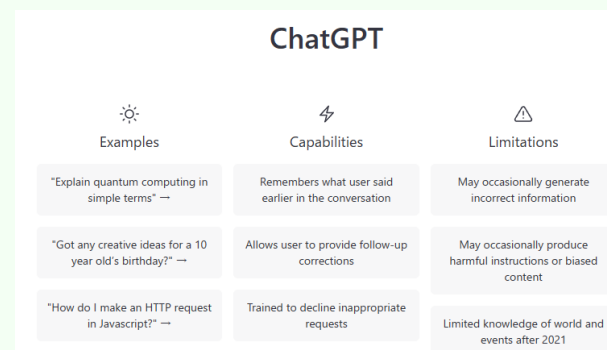 ChatGPT
Examples
"Explain quantum computing in
simple terms" →
"Got any creative ideas for a 10
year old's birthday?" →
"How do I make an HTTP request
in Javascript?" →
Capabilities
Remembers what user said
earlier in the conversation
Allows user to provide follow-up
corrections
Trained to decline inappropriate
requests
Limitations
May occasionally generate
incorrect information
May occasionally produce
harmful instructions or biased
content
Limited knowledge of world and
events after 2021